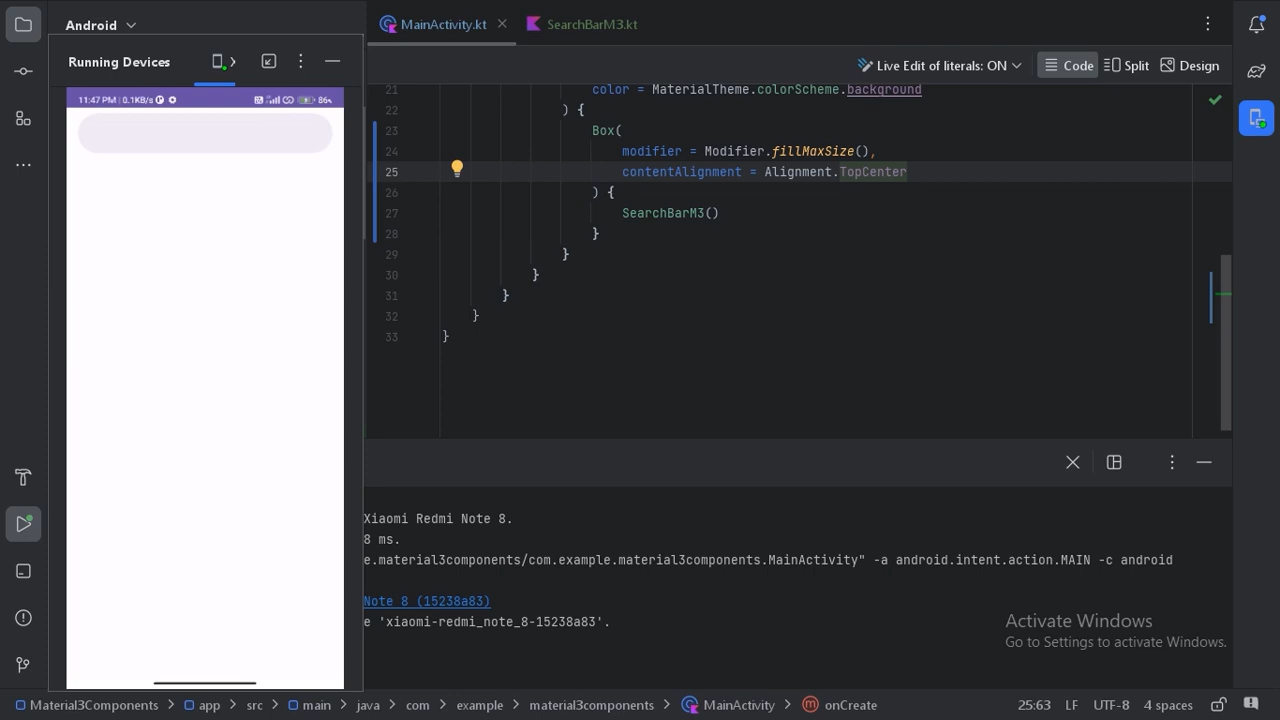 Android
MainActivity.kt
SearchBarM3.kt
Running Devices
Live Edit of literals: ON
Code
Split
Design
11:47 PM | 0.1KB/s
86%
21 color = MaterialTheme.colorScheme.background
22 ) {
23 Box(
24 modifier = Modifier.fillMaxSize(),
25 contentAlignment = Alignment.TopCenter
26 ) {
27 SearchBarM3()
28 }
29 }
30 }
31 }
32 }
33 }
Xiaomi Redmi Note 8.
8 ms.
e.material3components/com.example.material3components.MainActivity" -a android.intent.action.MAIN -c android
Note 8 (15238a83)
e 'xiaomi-redmi_note_8-15238a83'.
Activate Windows
Go to Settings to activate Windows.
Material3Components > app > src > main > java > com > example > material3components > MainActivity > onCreate
25:63 LF UTF-8 4 spaces